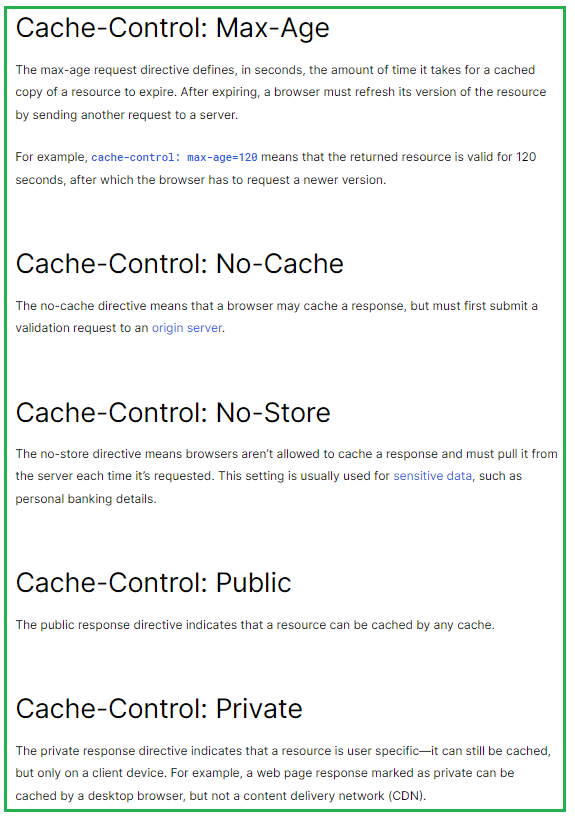 Cache-Control: Max-Age
The max-age request directive defines, in seconds, the amount of time it takes for a cached
copy of a resource to expire. After expiring, a browser must refresh its version of the resource
by sending another request to a server.
For example, cache-control: max-age=120 means that the returned resource is valid for 120
seconds, after which the browser has to request a newer version.
Cache-Control: No-Cache
The no-cache directive means that a browser may cache a response, but must first submit a
validation request to an origin server.
Cache-Control: No-Store
The no-store directive means browsers aren’t allowed to cache a response and must pull it from
the server each time it’s requested. This setting is usually used for sensitive data, such as
personal banking details.
Cache-Control: Public
The public response directive indicates that a resource can be cached by any cache.
Cache-Control: Private
The private response directive indicates that a resource is user specific—it can still be cached,
but only on a client device. For example, a web page response marked as private can be
cached by a desktop browser, but not a content delivery network (CDN).